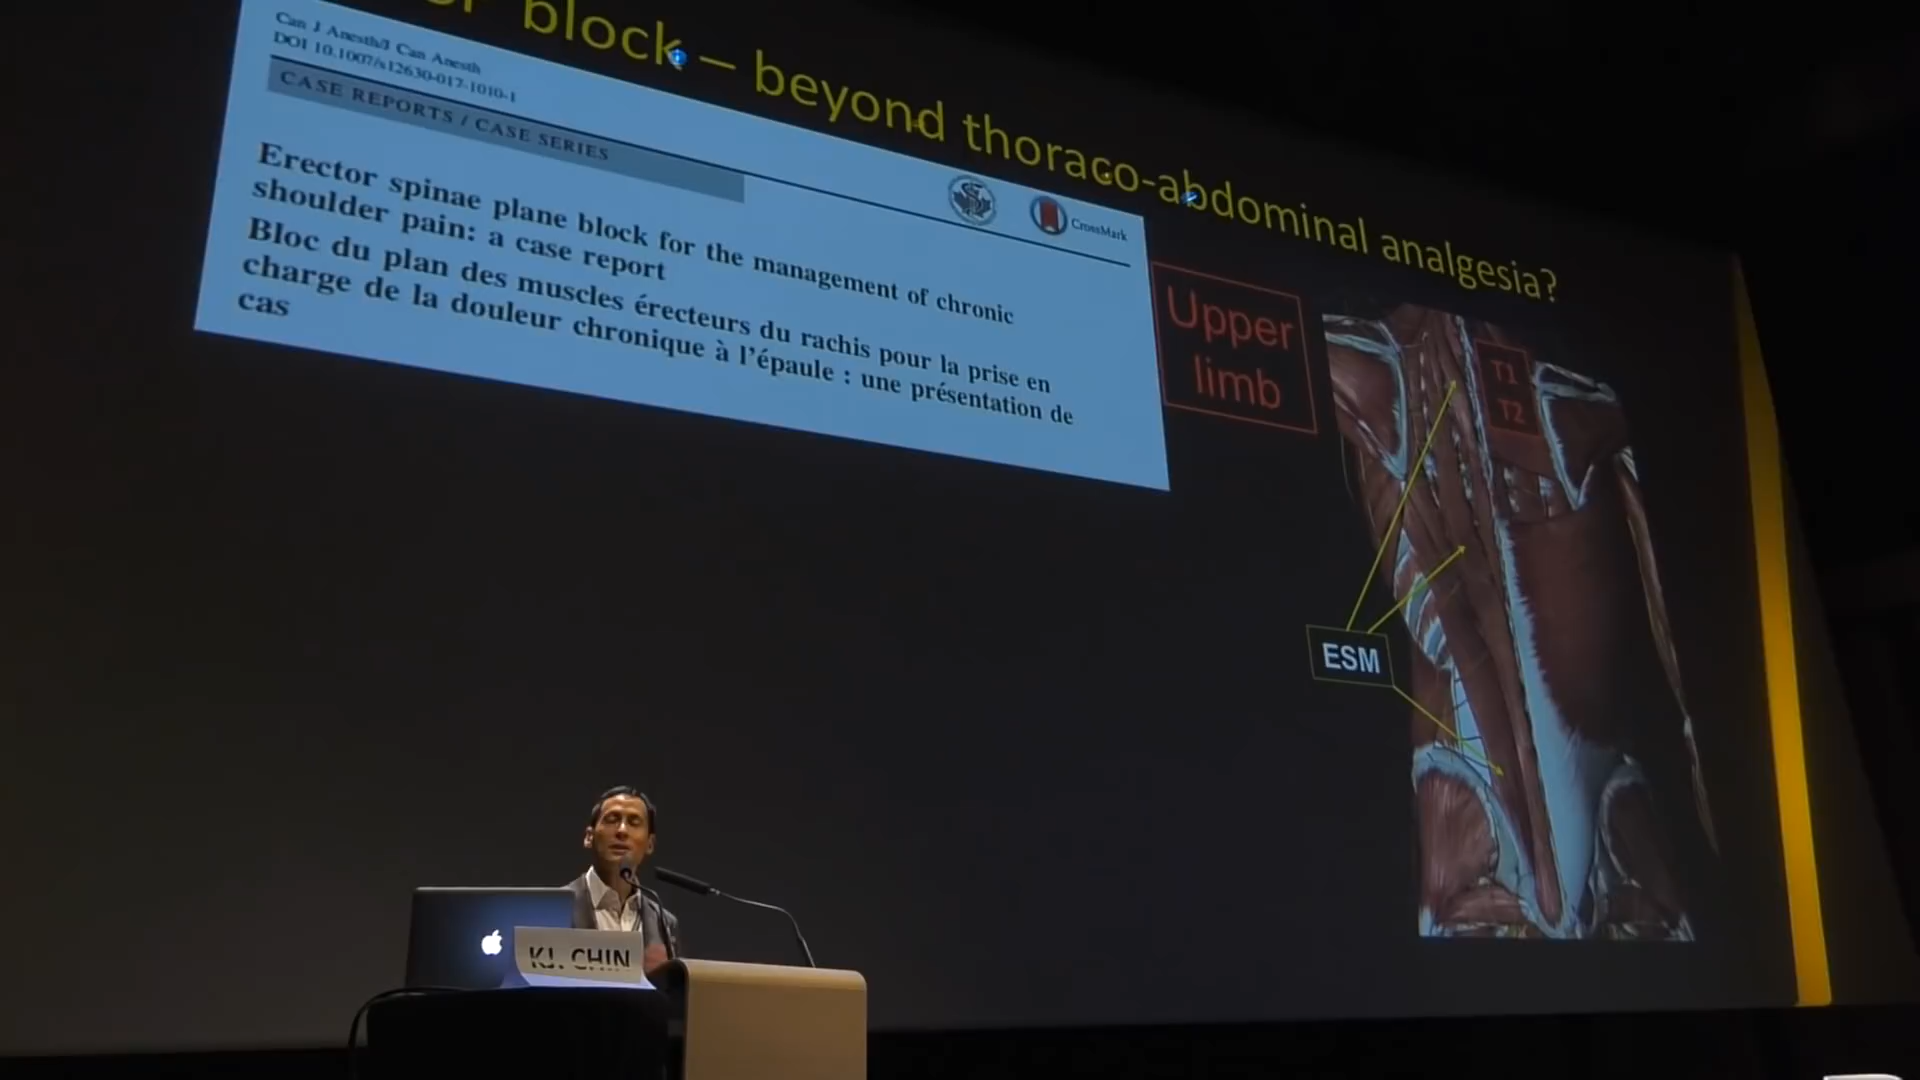 block – beyond thoraco-abdominal analgesia?
Can J Anesth/J Can Anesth
DOI 10.1007/s12630-017-1010-1
CASE REPORTS / CASE SERIES
CrossMark
Erector spinae plane block for the management of chronic
shoulder pain: a case report
Bloc du plan des muscles érecteurs du rachis pour la prise en
charge de la douleur chronique à l'épaule : une présentation de
cas
Upper
limb
T1
T2
ESM
CHIN